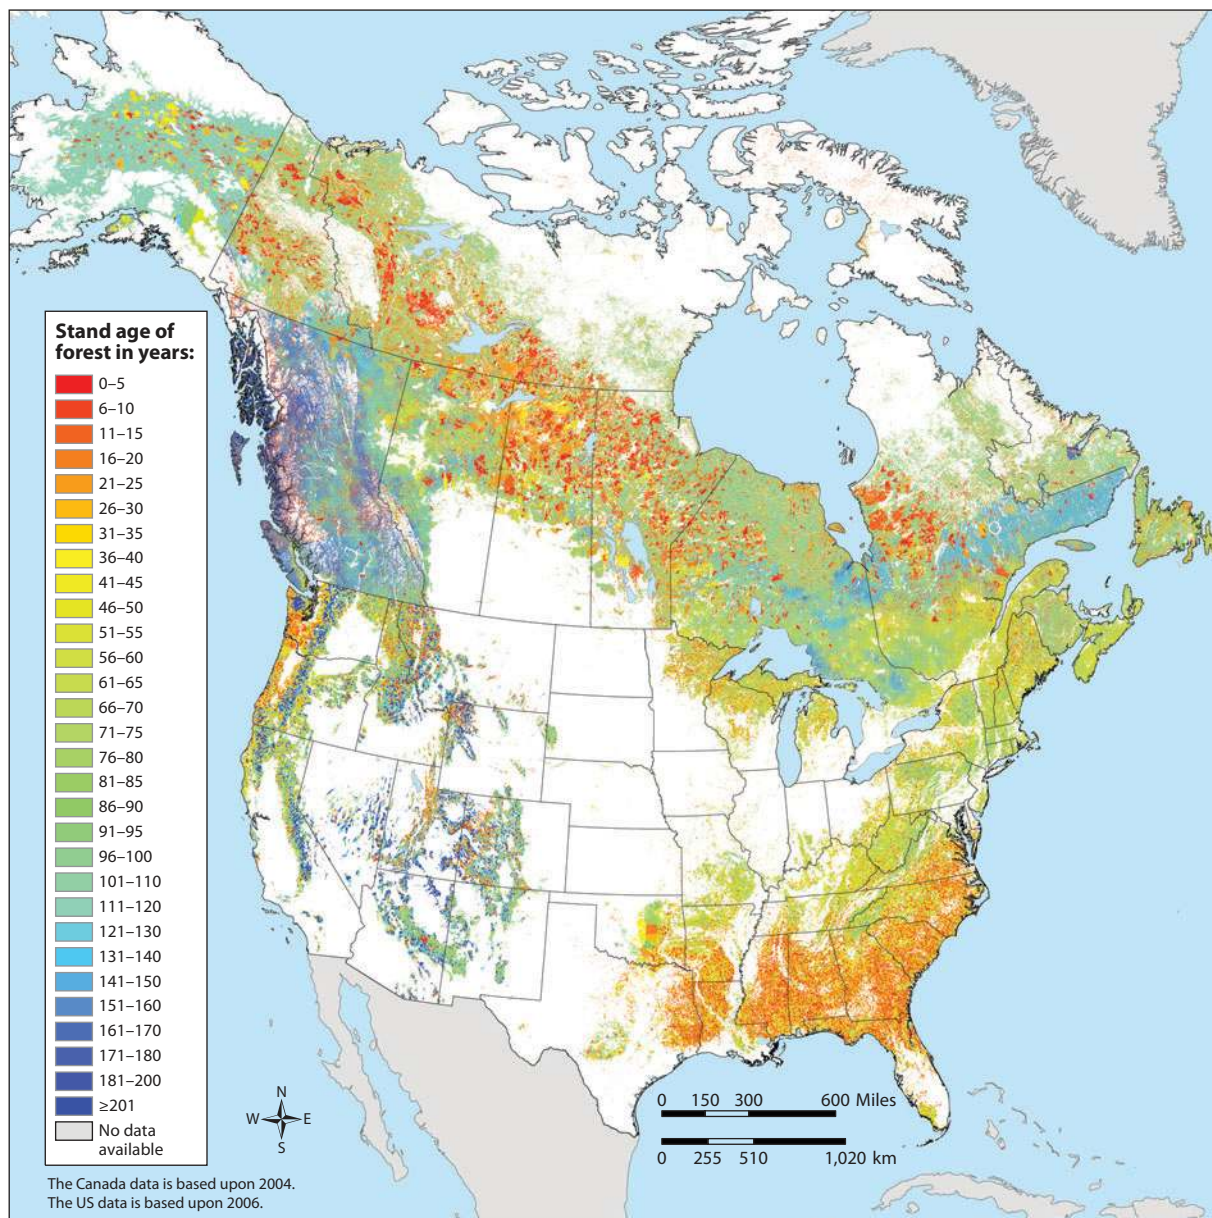 Stand age of
forest in years:
0–5
6–10
11–15
16–20
21–25
26–30
31–35
36–40
41–45
46–50
51–55
56–60
61–65
66–70
71–75
76–80
81–85
86–90
91–95
96–100
101–110
111–120
121–130
131–140
141–150
151–160
161–170
171–180
181–200
≥201
No data
available
N
W E
S
0 150 300 600 Miles
0 255 510 1,020 km
The Canada data is based upon 2004.
The US data is based upon 2006.